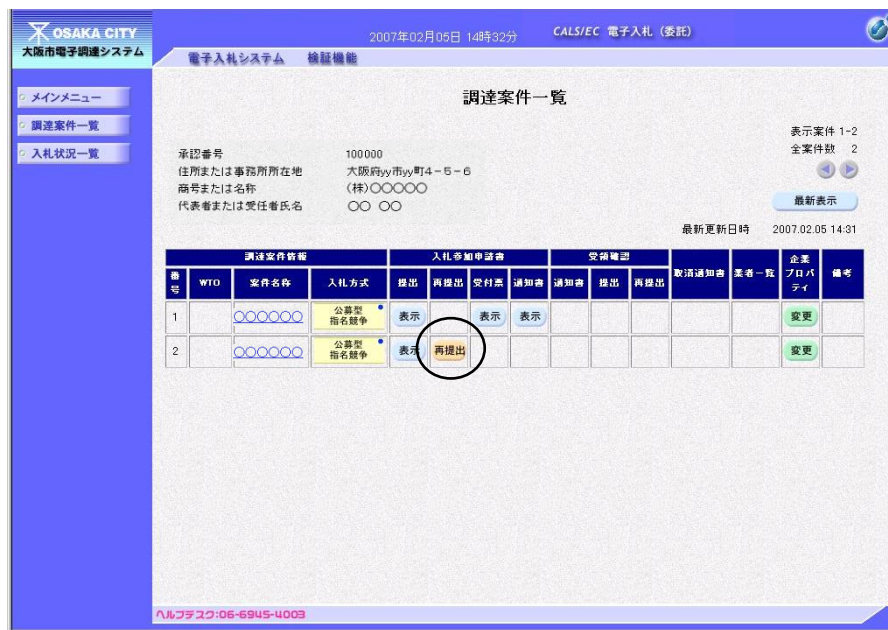 OSAKA CITY
大阪市電子調達システム
2007年02月05日 14時32分
CALS/EC 電子入札（委託）
電子入札システム 検証機能
メインメニュー
調達案件一覧
入札状況一覧
調達案件一覧
表示案件 1-2
全案件数 2
承認番号 100000
住所または事務所所在地 大阪府yy市yy町4－5－6
商号または名称 (株)○○○○○
代表者または受任者氏名 ○○ ○○
最新表示
最新更新日時 2007.02.05 14:31
調達案件情報 入札参加申請書 受領確認 取消通知書 業者一覧 企業プロパティ 備考
番号 WTO 案件名称 入札方式 提出 再提出 受付票 通知書 通知書 提出 再提出
1 ○○○○○○ 公募型指名競争 表示 表示 表示 変更
2 ○○○○○○ 公募型指名競争 表示 再提出 変更
ヘルプデスク:06-6945-4003